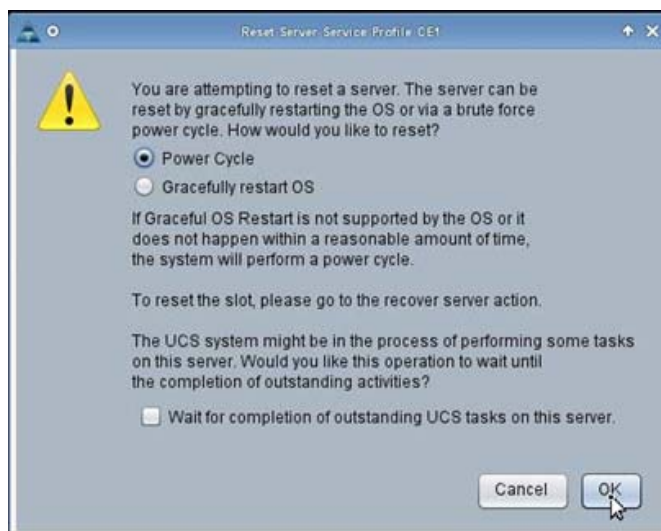 Reset Server Service Profile CE1
You are attempting to reset a server. The server can be
reset by gracefully restarting the OS or via a brute force
power cycle. How would you like to reset?
Power Cycle
Gracefully restart OS
If Graceful OS Restart is not supported by the OS or it
does not happen within a reasonable amount of time,
the system will perform a power cycle.
To reset the slot, please go to the recover server action.
The UCS system might be in the process of performing some tasks
on this server. Would you like this operation to wait until
the completion of outstanding activities?
Wait for completion of outstanding UCS tasks on this server.
Cancel
OK